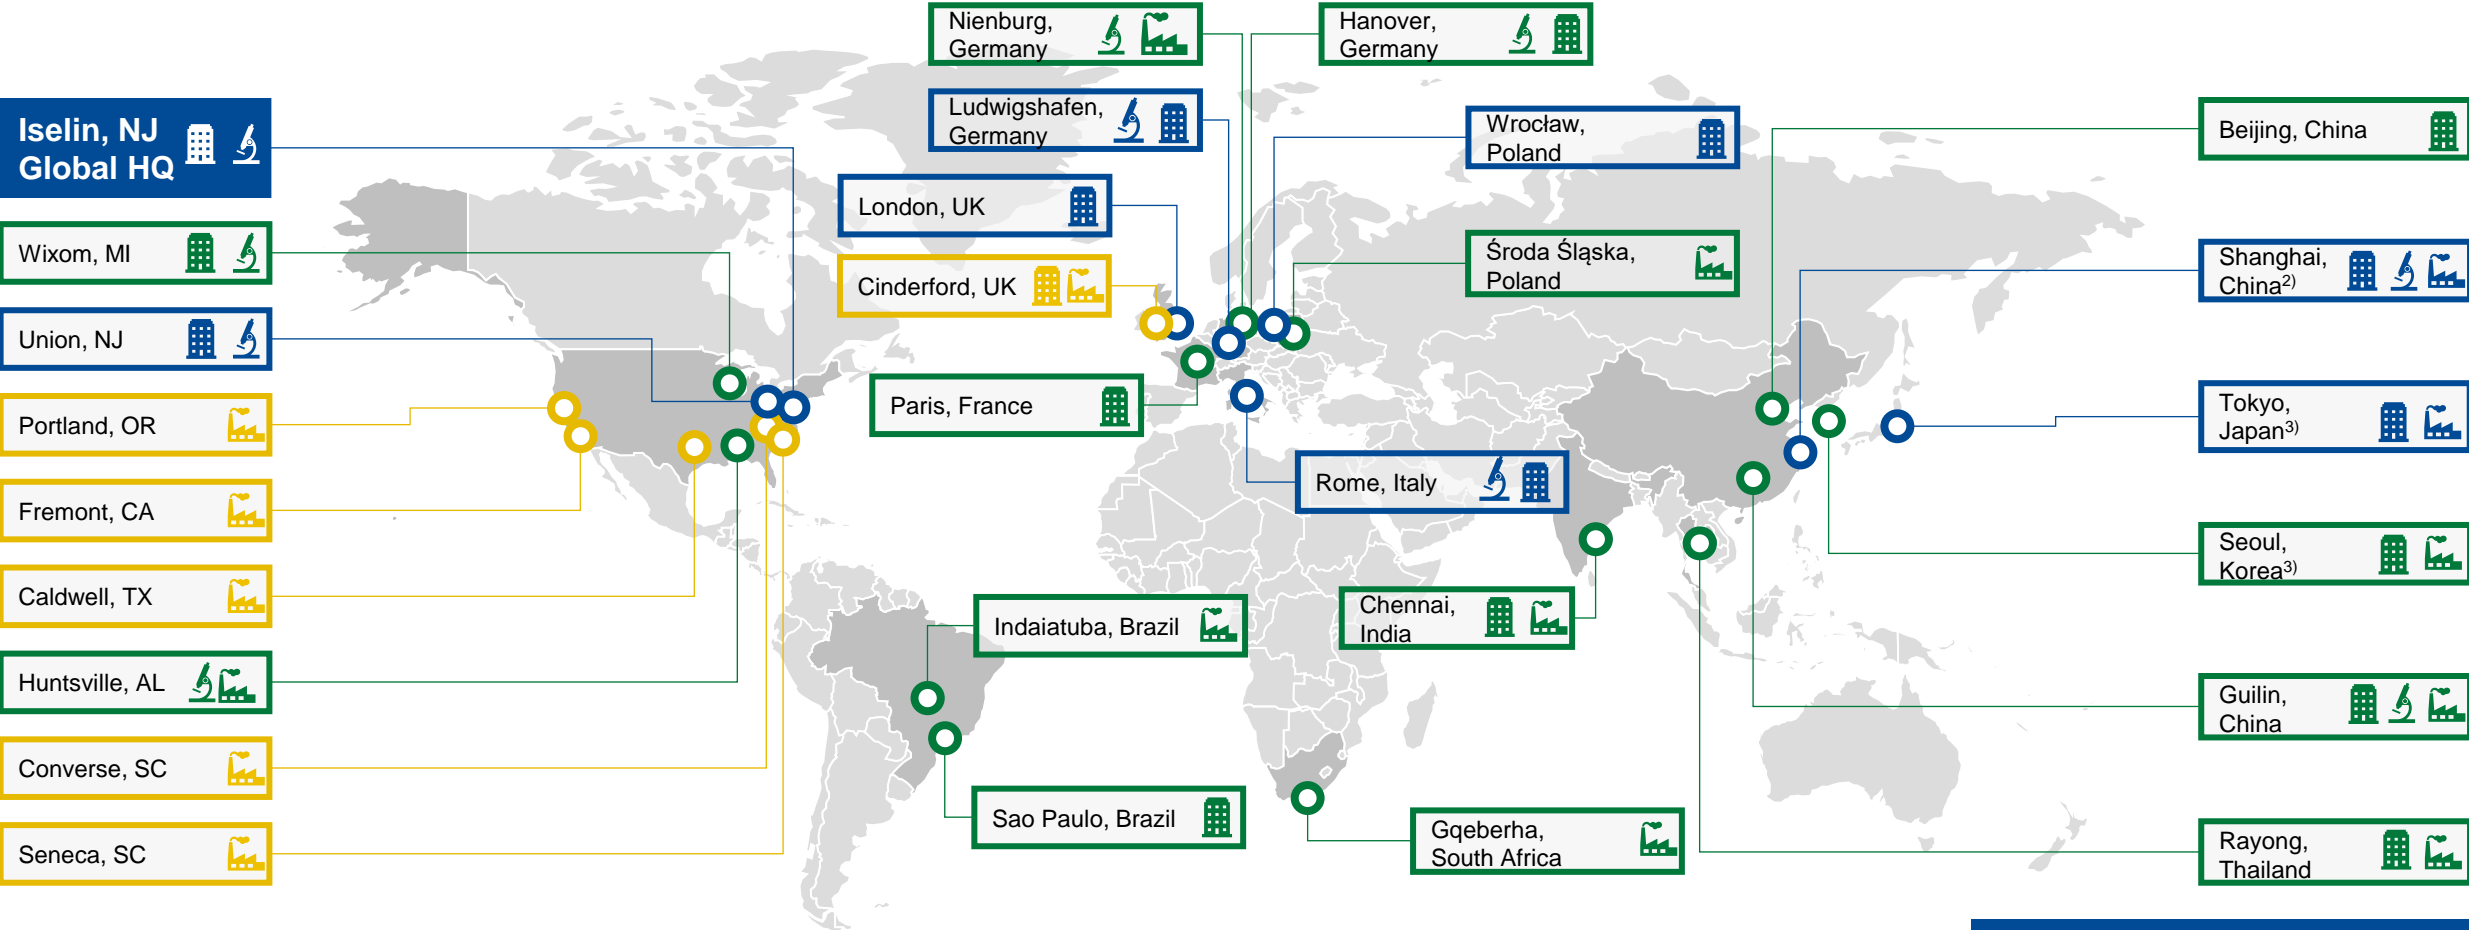 Nienburg,
Germany
Hanover,
Germany
Iselin, NJ
Global HQ
Ludwigshafen,
Germany
Wrocław,
Poland
Beijing, China
London, UK
Wixom, MI
Środa Śląska,
Poland
Shanghai,
China2)
Cinderford, UK
Union, NJ
Paris, France
Portland, OR
Tokyo,
Japan3)
Rome, Italy
Fremont, CA
Seoul,
Korea3)
Caldwell, TX
Indaiatuba, Brazil
Chennai,
India
Huntsville, AL
Guilin,
China
Converse, SC
Sao Paulo, Brazil
Gqeberha,
South Africa
Seneca, SC
Rayong,
Thailand